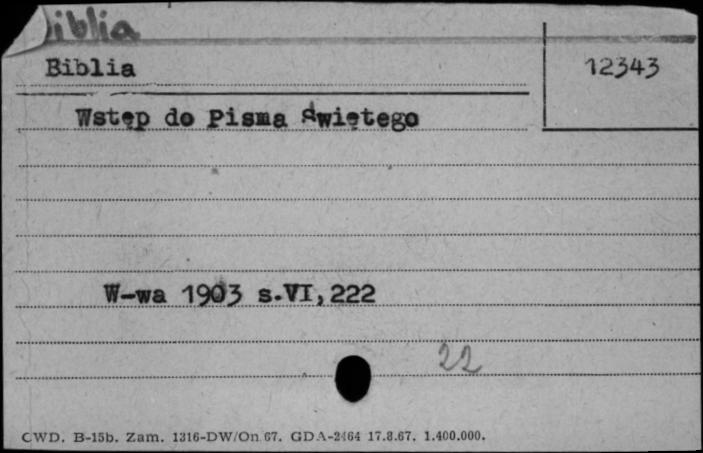 Biblia
Biblia
12343
Wstęp do Pisma Świętego
W-wa 1903 s.VI,222
22
CWD. B-15b. Zam. 1316-DW/On 67. GDA-2464 17.8.67. 1.400.000.